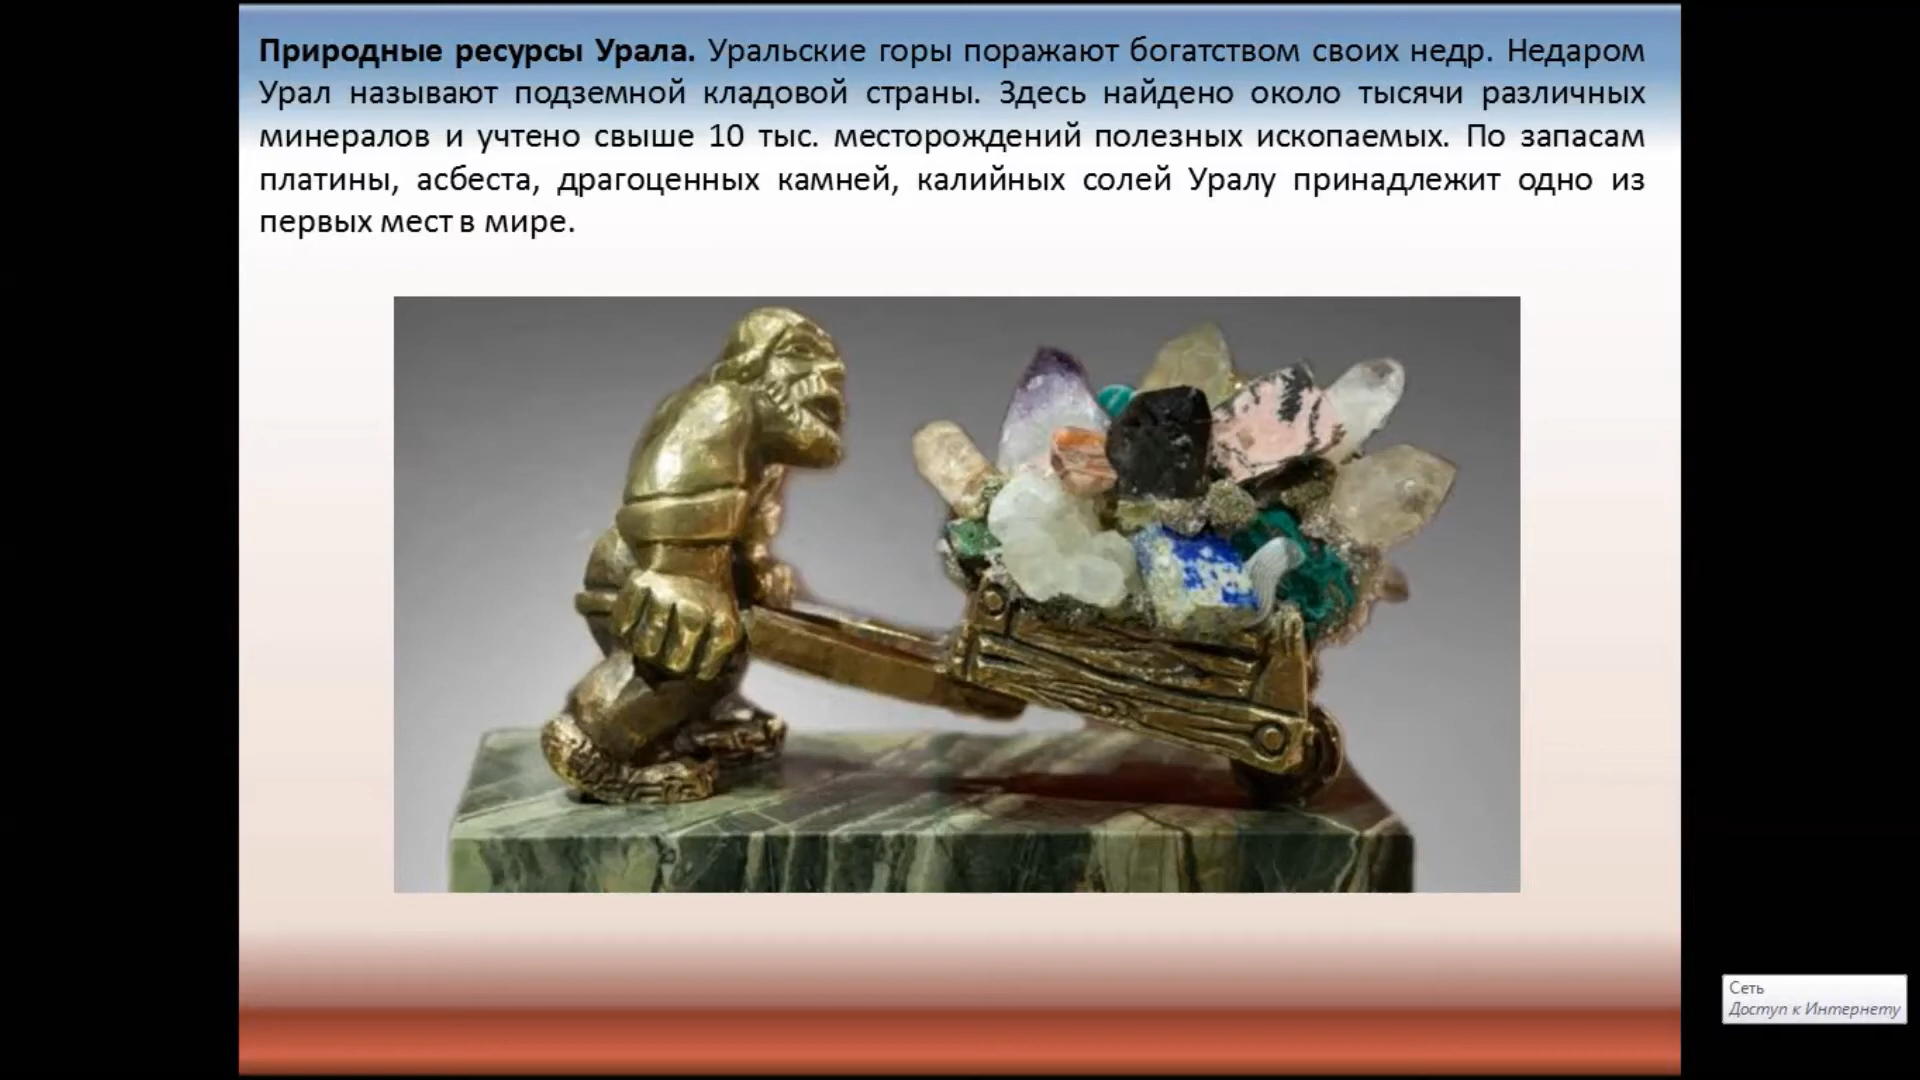 Природные ресурсы Урала. Уральские горы поражают богатством своих недр. Недаром
Урал называют подземной кладовой страны. Здесь найдено около тысячи различных
минералов и учтено свыше 10 тыс. месторождений полезных ископаемых. По запасам
платины, асбеста, драгоценных камней, калийных солей Уралу принадлежит одно из
первых мест в мире.
Сеть
Доступ к Интернету